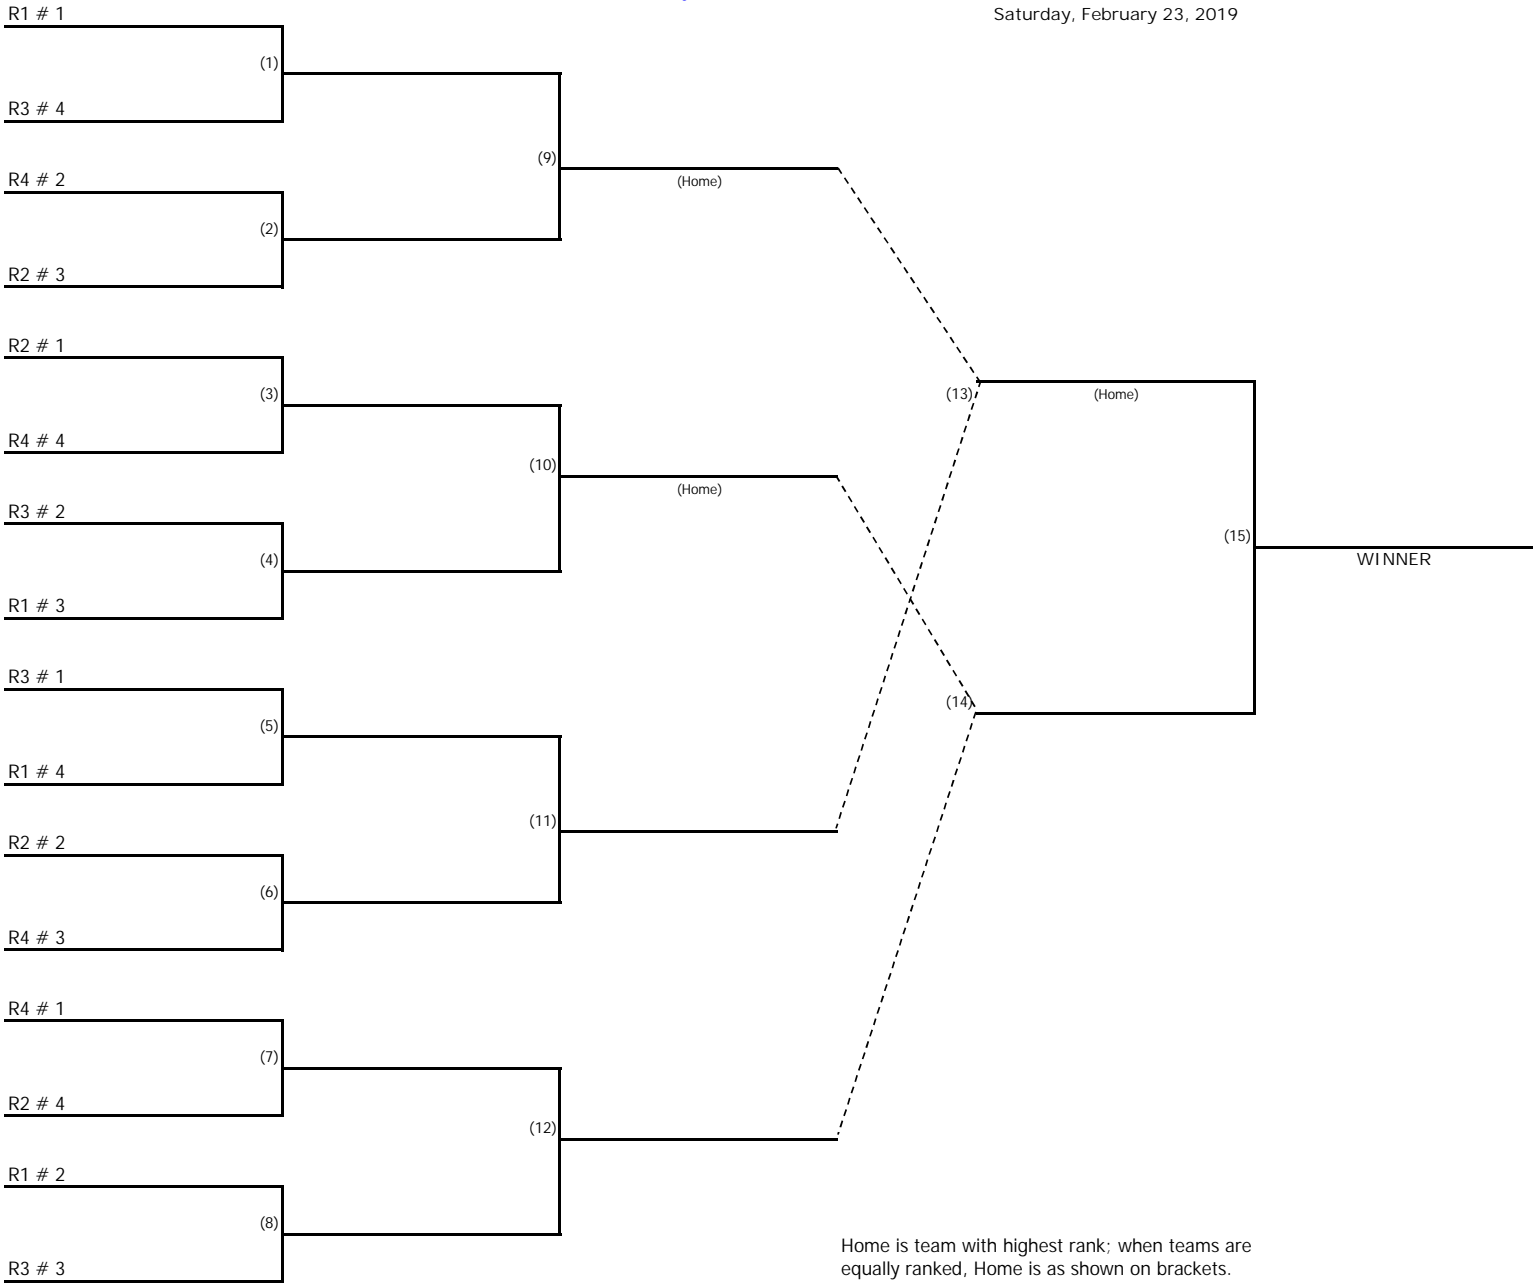 R1 # 1
Saturday, February 23, 2019
(1)
R3 # 4
(9)
(Home)
R4 # 2
(2)
R2 # 3
R2 # 1
(3)
(13)
(Home)
R4 # 4
(10)
(Home)
R3 # 2
(15)
WINNER
(4)
R1 # 3
R3 # 1
(14)
(5)
R1 # 4
(11)
R2 # 2
(6)
R4 # 3
R4 # 1
(7)
R2 # 4
(12)
R1 # 2
(8)
R3 # 3
Home is team with highest rank; when teams are
equally ranked, Home is as shown on brackets.